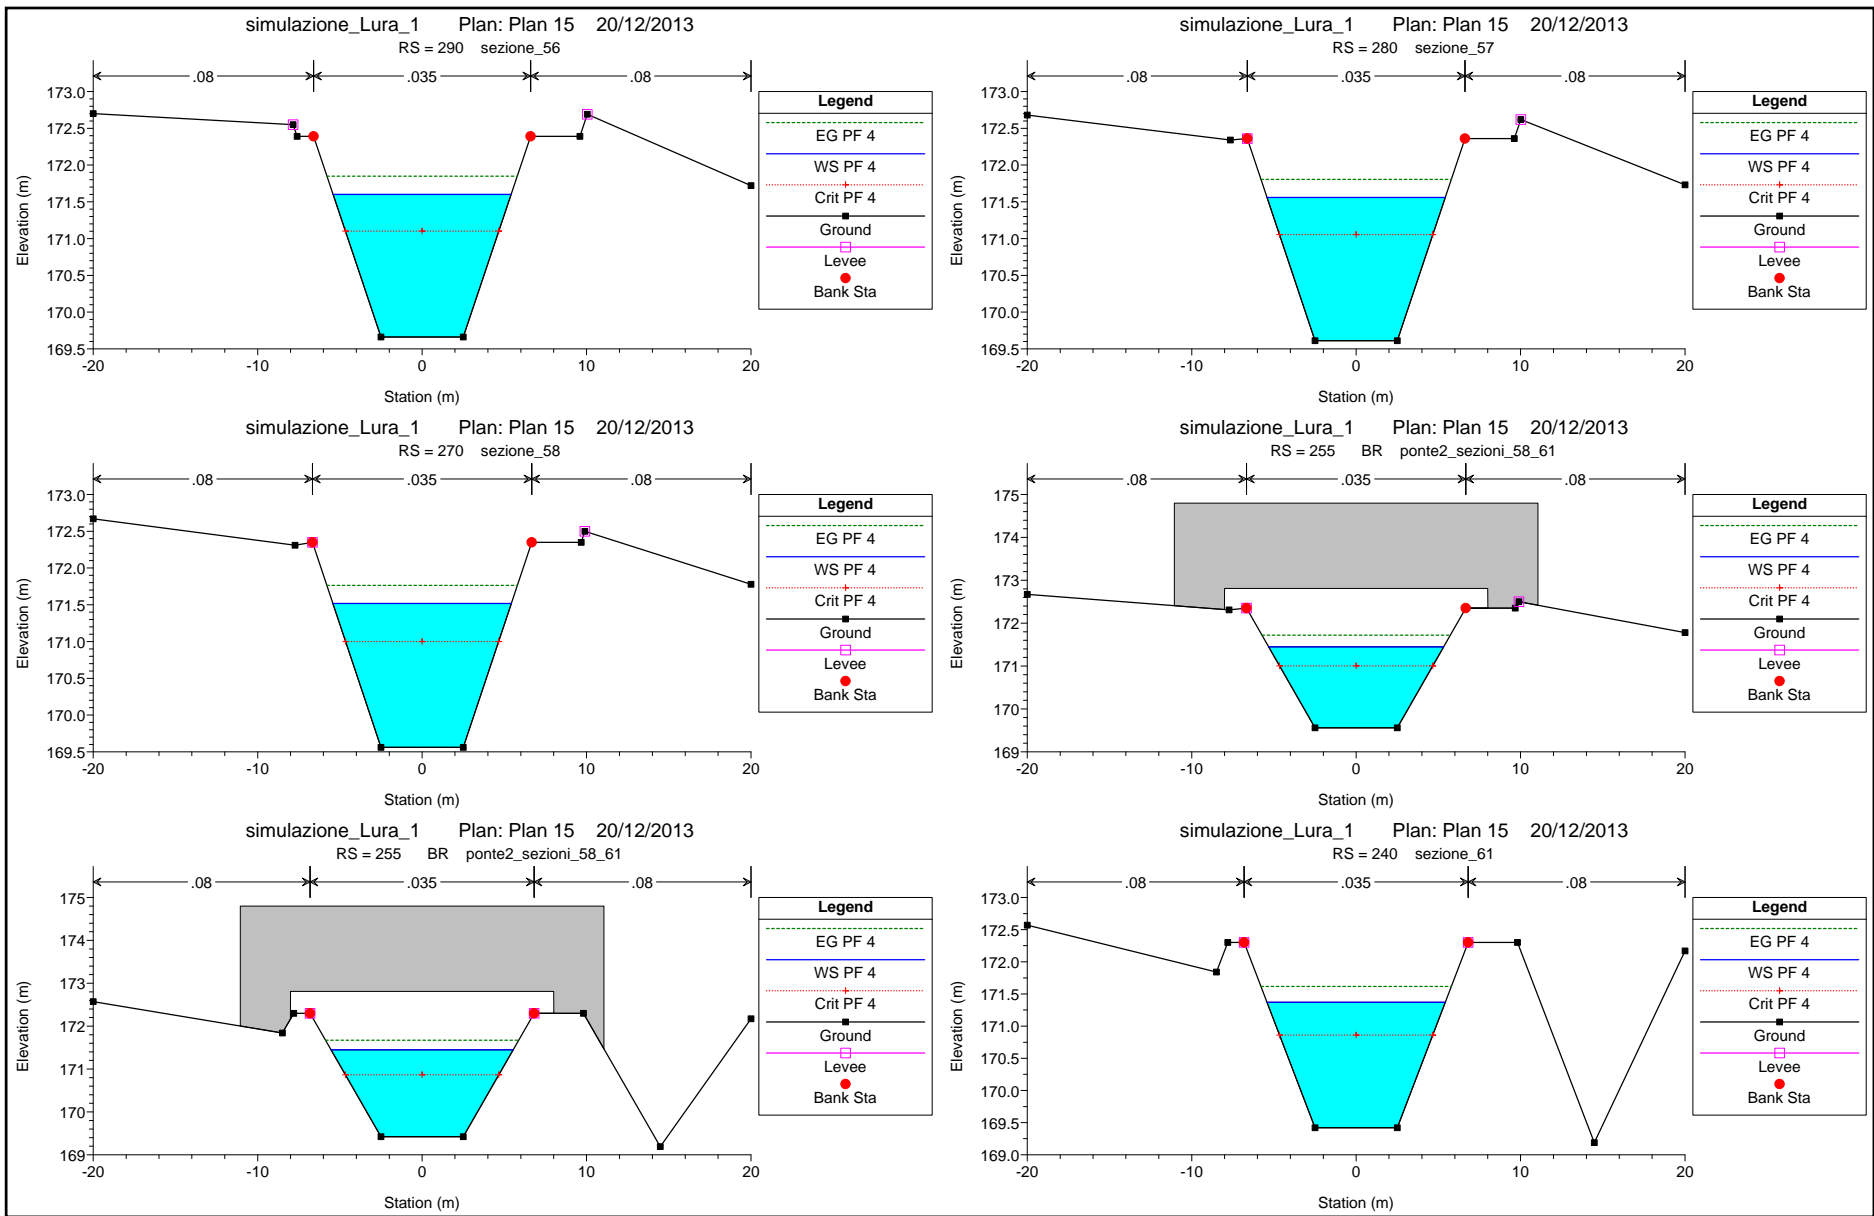 simulazione_Lura_1 Plan: Plan 15 20/12/2013
RS = 290 sezione_56
.08 .035 .08
173.0
172.5
172.0
171.5
171.0
170.5
170.0
169.5
Elevation (m)
-20 -10 0 10 20
Station (m)
Legend
EG PF 4
WS PF 4
Crit PF 4
Ground
Levee
Bank Sta
simulazione_Lura_1 Plan: Plan 15 20/12/2013
RS = 280 sezione_57
.08 .035 .08
173.0
172.5
172.0
171.5
171.0
170.5
170.0
169.5
Elevation (m)
-20 -10 0 10 20
Station (m)
Legend
EG PF 4
WS PF 4
Crit PF 4
Ground
Levee
Bank Sta
simulazione_Lura_1 Plan: Plan 15 20/12/2013
RS = 270 sezione_58
.08 .035 .08
173.0
172.5
172.0
171.5
171.0
170.5
170.0
169.5
Elevation (m)
-20 -10 0 10 20
Station (m)
Legend
EG PF 4
WS PF 4
Crit PF 4
Ground
Levee
Bank Sta
simulazione_Lura_1 Plan: Plan 15 20/12/2013
RS = 255 BR ponte2_sezioni_58_61
.08 .035 .08
175
174
173
172
171
170
169
Elevation (m)
-20 -10 0 10 20
Station (m)
Legend
EG PF 4
WS PF 4
Crit PF 4
Ground
Levee
Bank Sta
simulazione_Lura_1 Plan: Plan 15 20/12/2013
RS = 255 BR ponte2_sezioni_58_61
.08 .035 .08
175
174
173
172
171
170
169
Elevation (m)
-20 -10 0 10 20
Station (m)
Legend
EG PF 4
WS PF 4
Crit PF 4
Ground
Levee
Bank Sta
simulazione_Lura_1 Plan: Plan 15 20/12/2013
RS = 240 sezione_61
.08 .035 .08
173.0
172.5
172.0
171.5
171.0
170.5
170.0
169.5
169.0
Elevation (m)
-20 -10 0 10 20
Station (m)
Legend
EG PF 4
WS PF 4
Crit PF 4
Ground
Levee
Bank Sta